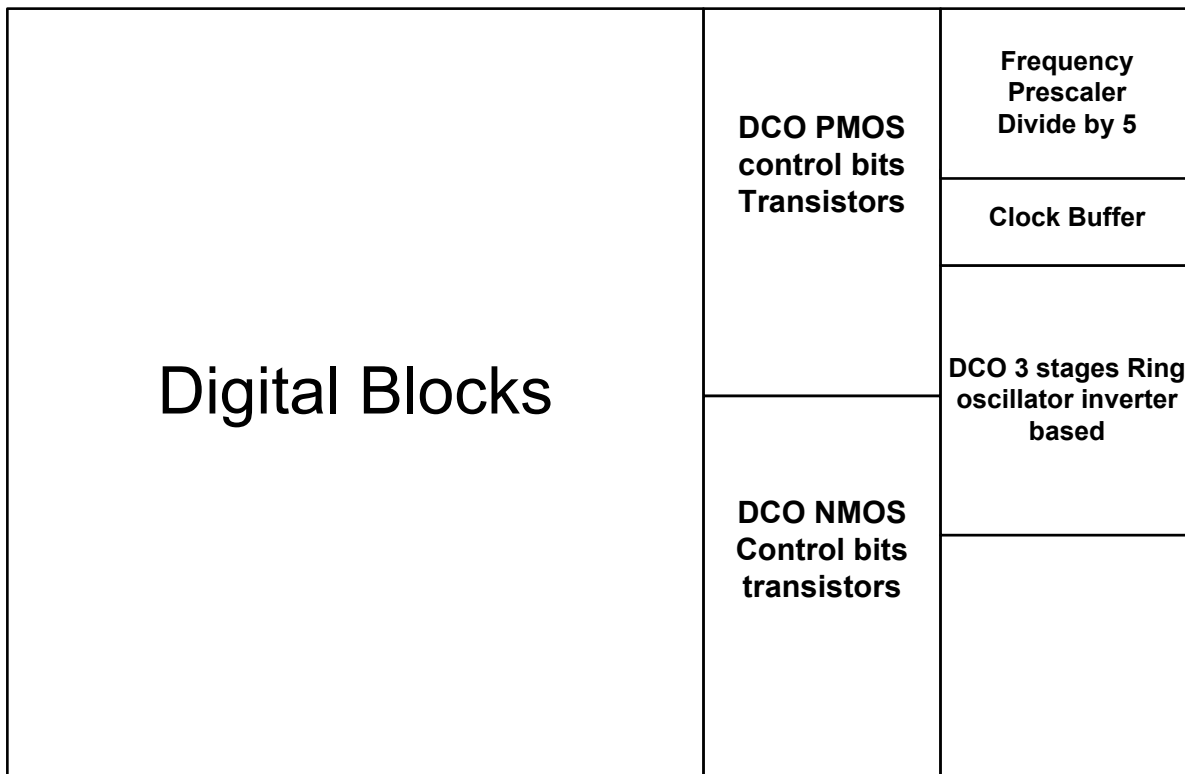 Digital Blocks
DCO PMOS
control bits
Transistors
DCO NMOS
Control bits
transistors
Frequency
Prescaler
Divide by 5
Clock Buffer
DCO 3 stages Ring
oscillator inverter
based